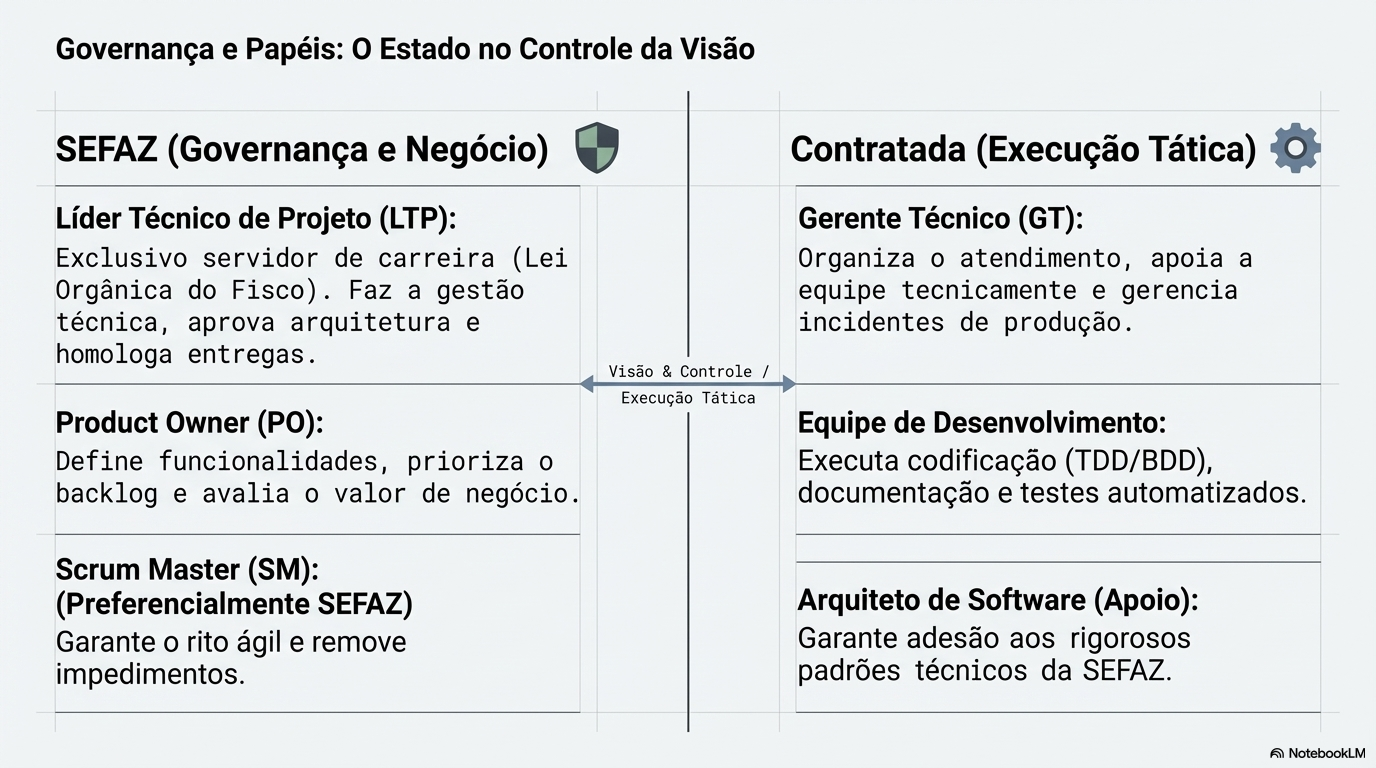 Governança e Papéis: O Estado no Controle da Visão
SEFAZ (Governança e Negócio)
Líder Técnico de Projeto (LTP):
Exclusivo servidor de carreira (Lei
Orgânica do Fisco). Faz a gestão
técnica, aprova arquitetura e
homologa entregas.
Product Owner (PO):
Define funcionalidades, prioriza o
backlog e avalia o valor de negócio.
Scrum Master (SM):
(Preferencialmente SEFAZ)
Garante o rito ágil e remove
impedimentos.
Visão & Controle /
Execução Tática
Contratada (Execução Tática)
Gerente Técnico (GT):
Organiza o atendimento, apoia a
equipe tecnicamente e gerencia
incidentes de produção.
Equipe de Desenvolvimento:
Executa codificação (TDD/BDD),
documentação e testes automatizados.
Arquiteto de Software (Apoio):
Garante adesão aos rigorosos
padrões técnicos da SEFAZ.
NotebookLM